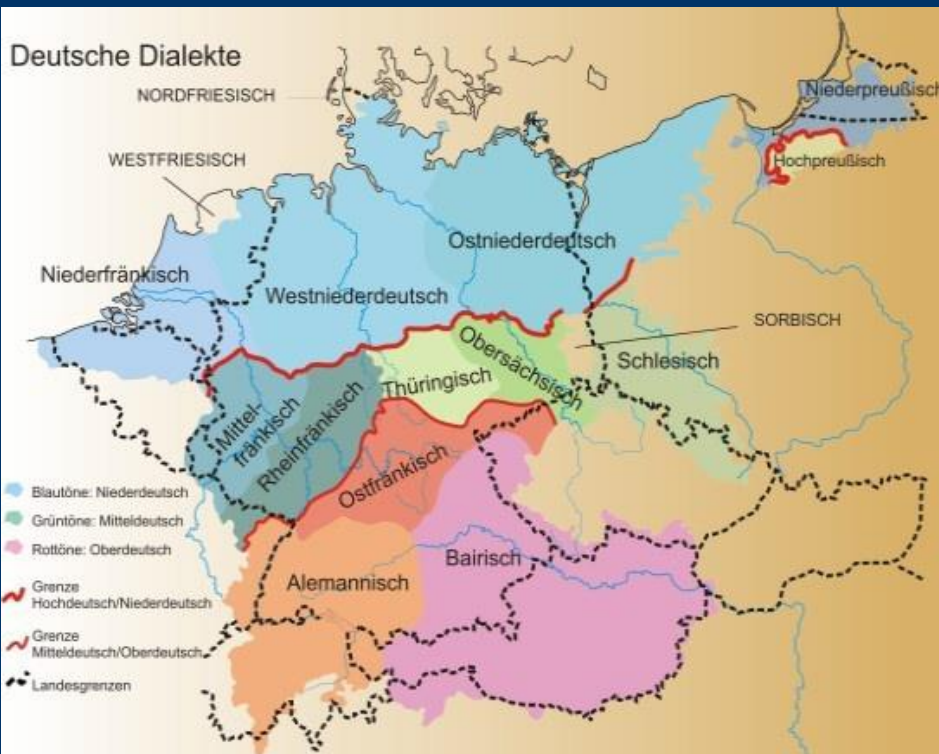 Deutsche Dialekte
NORDFRIESISCH
WESTFRIESISCH
Niederpreußisch
Hochpreußisch
Ostniederdeutsch
Niederfränkisch
Westniederdeutsch
SORBISCH
Obersächsisch
Schlesisch
Thüringisch
Mittel-
fränkisch
Rheinfränkisch
Ostfränkisch
Bairisch
Alemannisch
Blautöne: Niederdeutsch
Grüntöne: Mitteldeutsch
Rottöne: Oberdeutsch
Grenze
Hochdeutsch/Niederdeutsch
Grenze
Mitteldeutsch/Oberdeutsch
Landesgrenzen